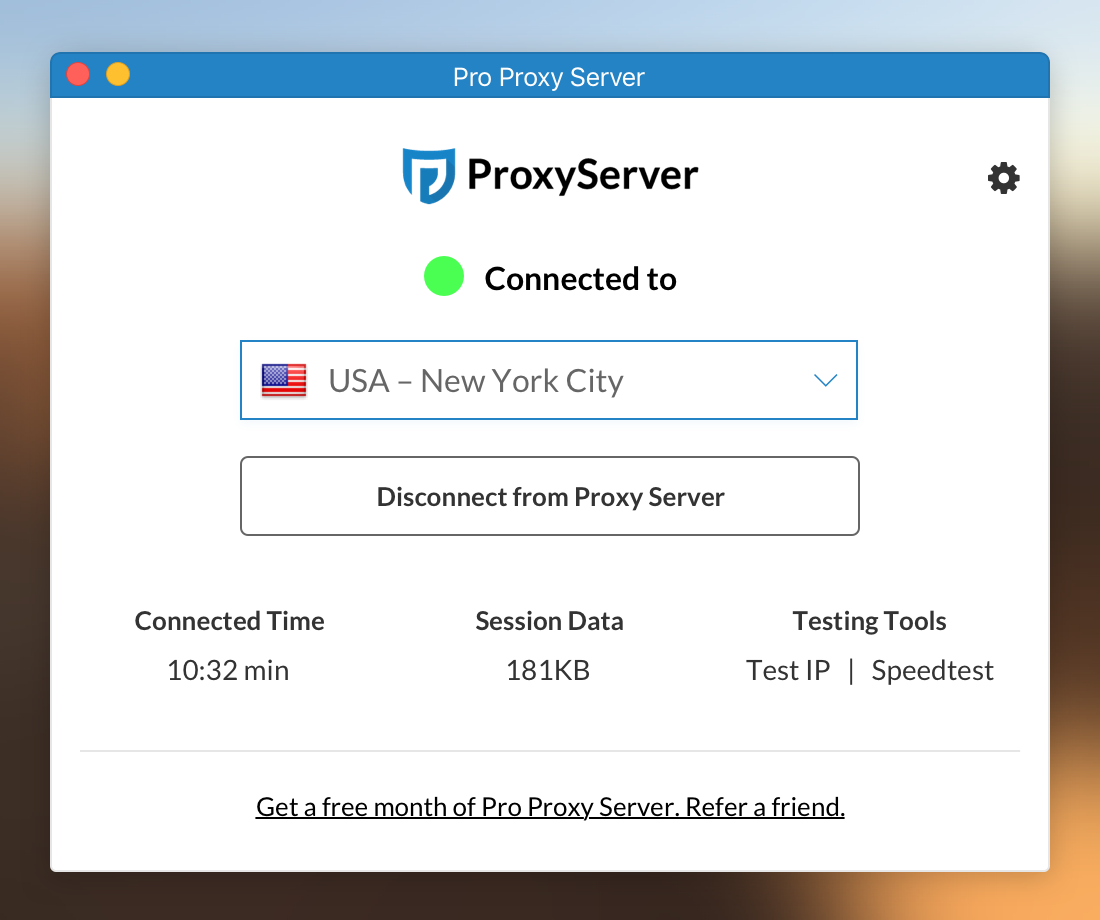 Pro Proxy Server
ProxyServer
Connected to
USA – New York City
Disconnect from Proxy Server
Connected Time
10:32 min
Session Data
181KB
Testing Tools
Test IP | Speedtest
Get a free month of Pro Proxy Server. Refer a friend.